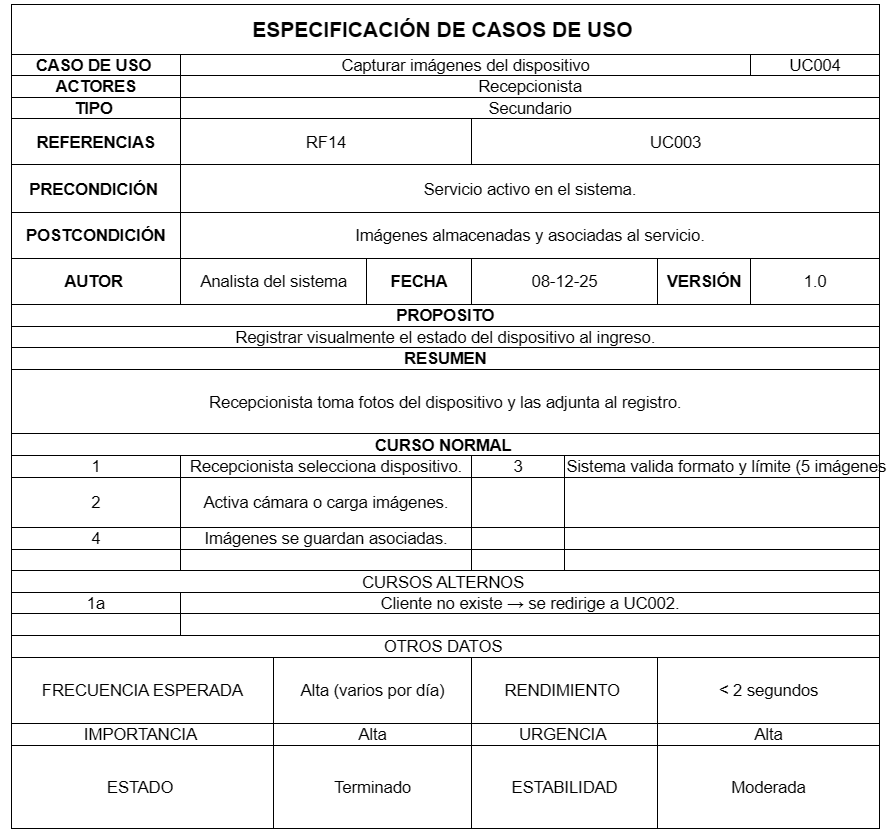 ESPECIFICACIÓN DE CASOS DE USO
CASO DE USO Capturar imágenes del dispositivo UC004
ACTORES Recepcionista
TIPO Secundario
REFERENCIAS RF14 UC003
PRECONDICIÓN Servicio activo en el sistema.
POSTCONDICIÓN Imágenes almacenadas y asociadas al servicio.
AUTOR Analista del sistema FECHA 08-12-25 VERSIÓN 1.0
PROPOSITO
Registrar visualmente el estado del dispositivo al ingreso.
RESUMEN
Recepcionista toma fotos del dispositivo y las adjunta al registro.
CURSO NORMAL
1 Recepcionista selecciona dispositivo. 3 Sistema valida formato y límite (5 imágenes
2 Activa cámara o carga imágenes.
4 Imágenes se guardan asociadas.
CURSOS ALTERNOS
1a Cliente no existe → se redirige a UC002.
OTROS DATOS
FRECUENCIA ESPERADA Alta (varios por día) RENDIMIENTO < 2 segundos
IMPORTANCIA Alta URGENCIA Alta
ESTADO Terminado ESTABILIDAD Moderada